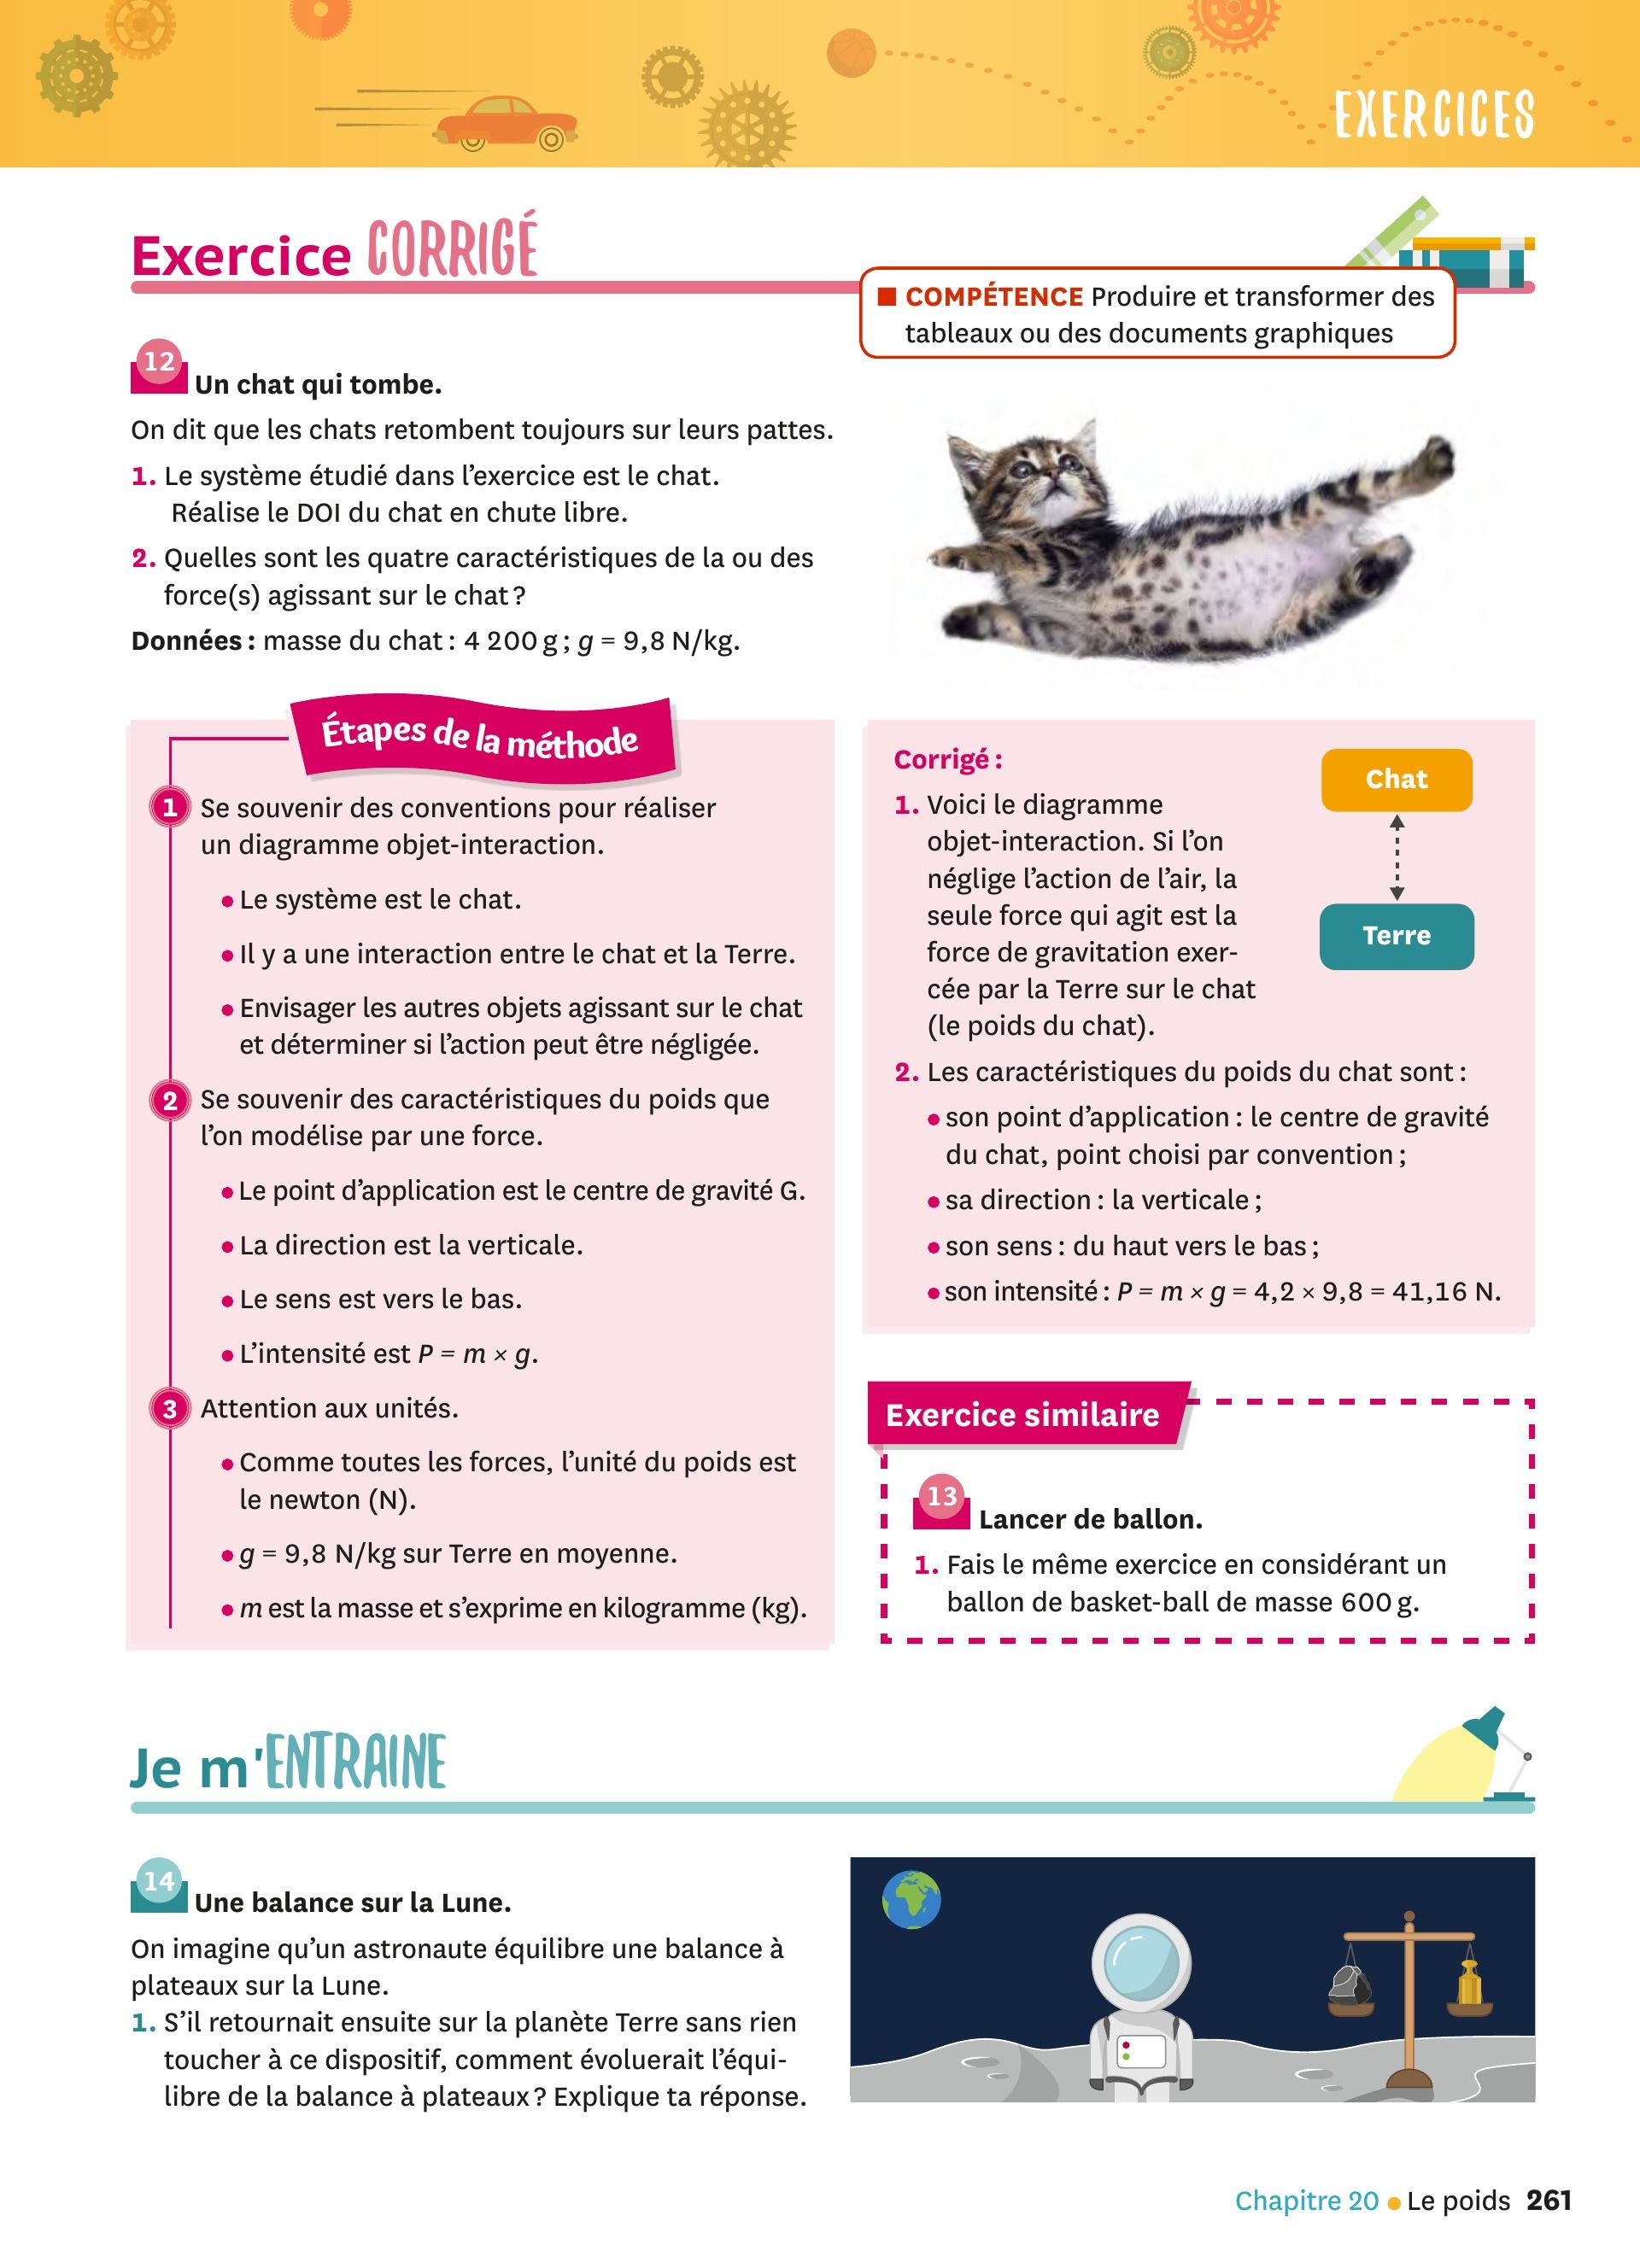 EXERCICES
Exercice CORRIGÉ
■ COMPÉTENCE Produire et transformer des
tableaux ou des documents graphiques
12 Un chat qui tombe.
On dit que les chats retombent toujours sur leurs pattes.
1. Le système étudié dans l’exercice est le chat.
Réalise le DOI du chat en chute libre.
2. Quelles sont les quatre caractéristiques de la ou des
force(s) agissant sur le chat ?
Données : masse du chat : 4 200 g ; g = 9,8 N/kg.
Étapes de la méthode
1 Se souvenir des conventions pour réaliser
un diagramme objet-interaction.
• Le système est le chat.
• Il y a une interaction entre le chat et la Terre.
• Envisager les autres objets agissant sur le chat
et déterminer si l’action peut être négligée.
2 Se souvenir des caractéristiques du poids que
l’on modélise par une force.
• Le point d’application est le centre de gravité G.
• La direction est la verticale.
• Le sens est vers le bas.
• L’intensité est P = m × g.
3 Attention aux unités.
• Comme toutes les forces, l’unité du poids est
le newton (N).
• g = 9,8 N/kg sur Terre en moyenne.
• m est la masse et s’exprime en kilogramme (kg).
Corrigé :
1. Voici le diagramme
objet-interaction. Si l’on
néglige l’action de l’air, la
seule force qui agit est la
force de gravitation exer-
cée par la Terre sur le chat
(le poids du chat).
Chat
Terre
2. Les caractéristiques du poids du chat sont :
• son point d’application : le centre de gravité
du chat, point choisi par convention ;
• sa direction : la verticale ;
• son sens : du haut vers le bas ;
• son intensité : P = m × g = 4,2 × 9,8 = 41,16 N.
Exercice similaire
13 Lancer de ballon.
1. Fais le même exercice en considérant un
ballon de basket-ball de masse 600 g.
Je m'ENTRAINE
14 Une balance sur la Lune.
On imagine qu’un astronaute équilibre une balance à
plateaux sur la Lune.
1. S’il retournait ensuite sur la planète Terre sans rien
toucher à ce dispositif, comment évoluerait l’équi-
libre de la balance à plateaux ? Explique ta réponse.
Chapitre 20 • Le poids 261